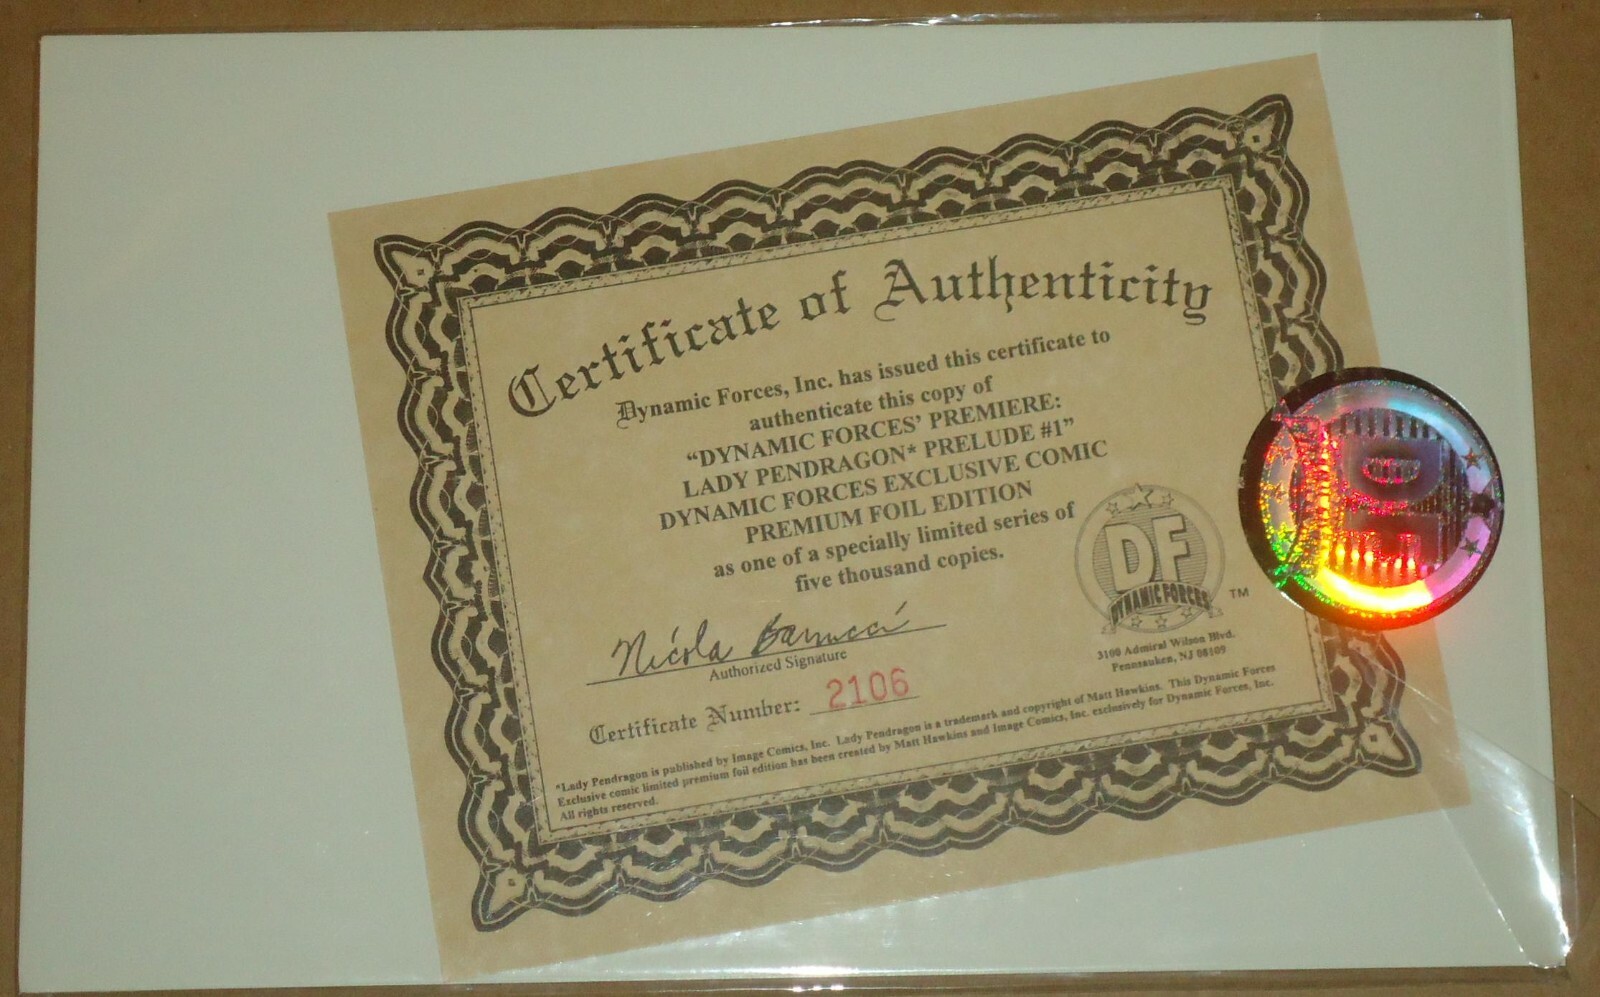 Certificate of Authenticity
Dynamic Forces, Inc. has issued this certificate to
authenticate this copy of
“DYNAMIC FORCES’ PREMIERE:
LADY PENDRAGON* PRELUDE #1”
DYNAMIC FORCES EXCLUSIVE COMIC
PREMIUM FOIL EDITION
as one of a specially limited series of
five thousand copies.
DF
DYNAMIC FORCES
TM
3100 Admiral Wilson Blvd.
Pennsauken, NJ 08109
Nicola Barrucci
Authorized Signature
Certificate Number: 2106
*Lady Pendragon is published by Image Comics, Inc. Lady Pendragon is a trademark and copyright of Matt Hawkins. This Dynamic Forces
Exclusive comic limited premium foil edition has been created by Matt Hawkins and Image Comics, Inc. exclusively for Dynamic Forces, Inc.
All rights reserved.
DF